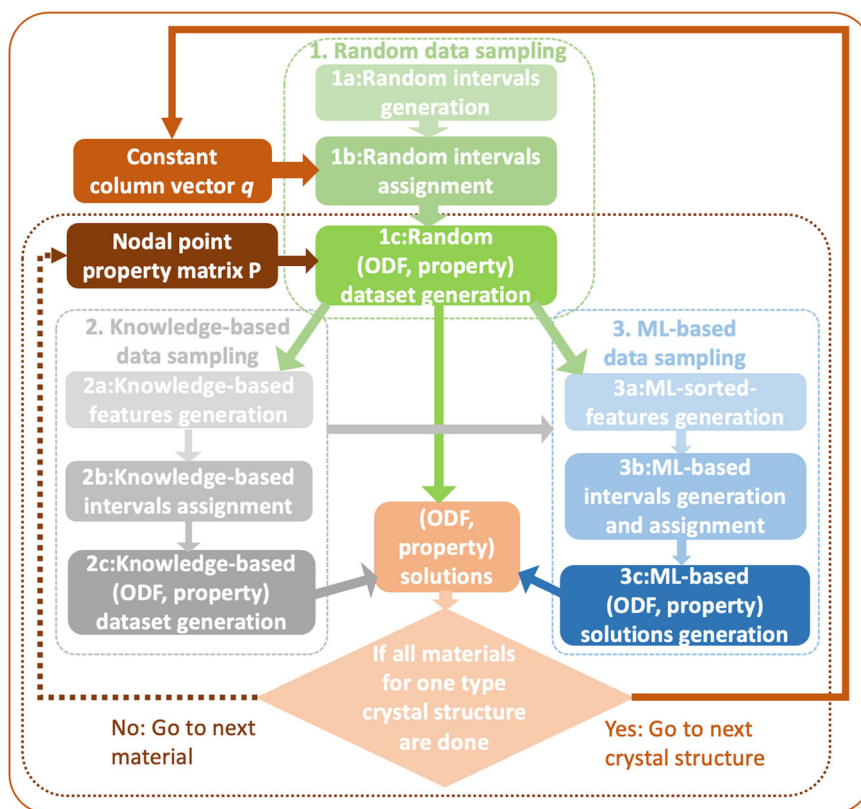 1. Random data sampling
1a:Random intervals
generation
Constant
column vector q
1b:Random intervals
assignment
Nodal point
property matrix P
1c:Random
(ODF, property)
dataset generation
2. Knowledge-based
data sampling
2a:Knowledge-based
features generation
2b:Knowledge-based
intervals assignment
2c:Knowledge-based
(ODF, property)
dataset generation
3. ML-based
data sampling
3a:ML-sorted-
features generation
3b:ML-based
intervals generation
and assignment
3c:ML-based
(ODF, property)
solutions generation
(ODF,
property)
solutions
If all materials
for one type
crystal structure
are done
No: Go to next
material
Yes: Go to next
crystal structure